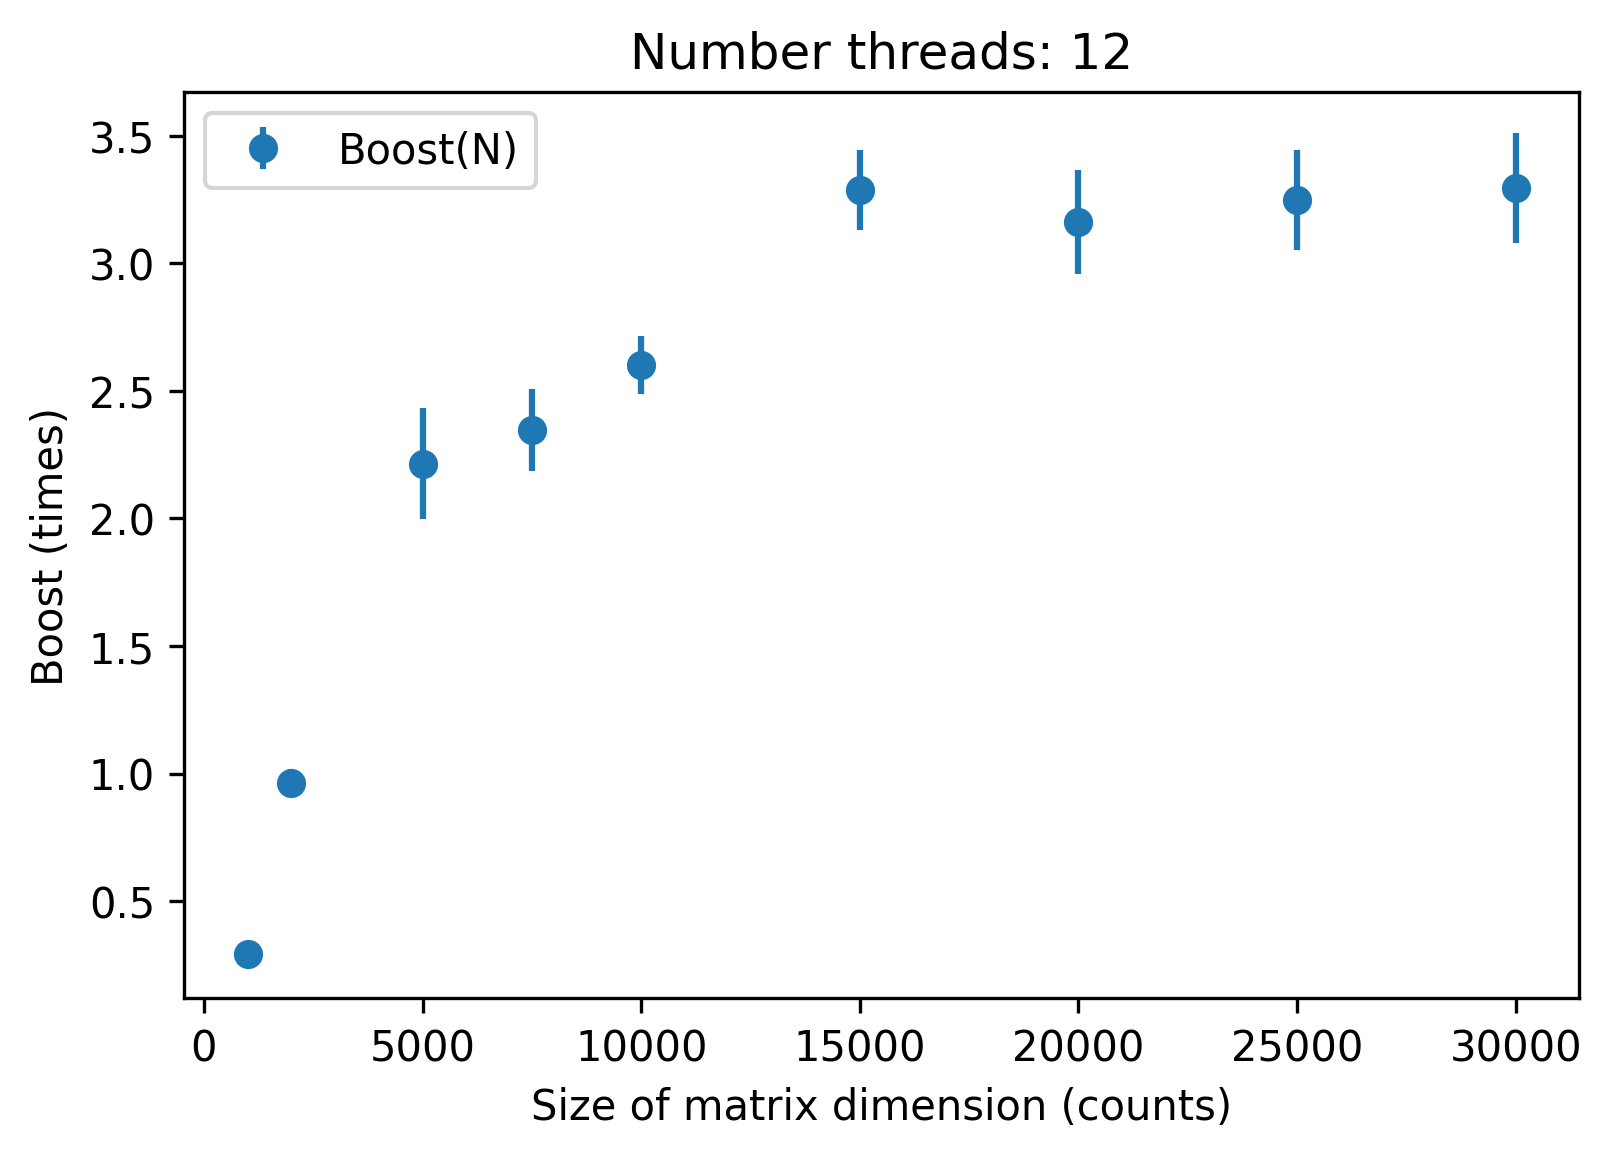 Number threads: 12
Boost(N)
Boost (times)
3.5
3.0
2.5
2.0
1.5
1.0
0.5
0 5000 10000 15000 20000 25000 30000
Size of matrix dimension (counts)